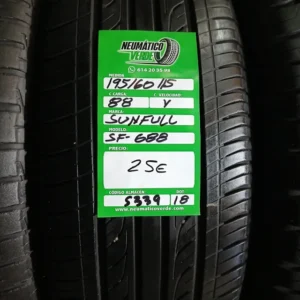 NEUMÁTICO
VERDE
MEDIDA
195/60/15
I. CARGA I. VELOCIDAD
88 V
MARCA:
SUNFULL
MODELO:
SF-688
PRECIO:
25€
CÓDIGO ALMACEN DOT
5339 18
www.neumaticoverde.com